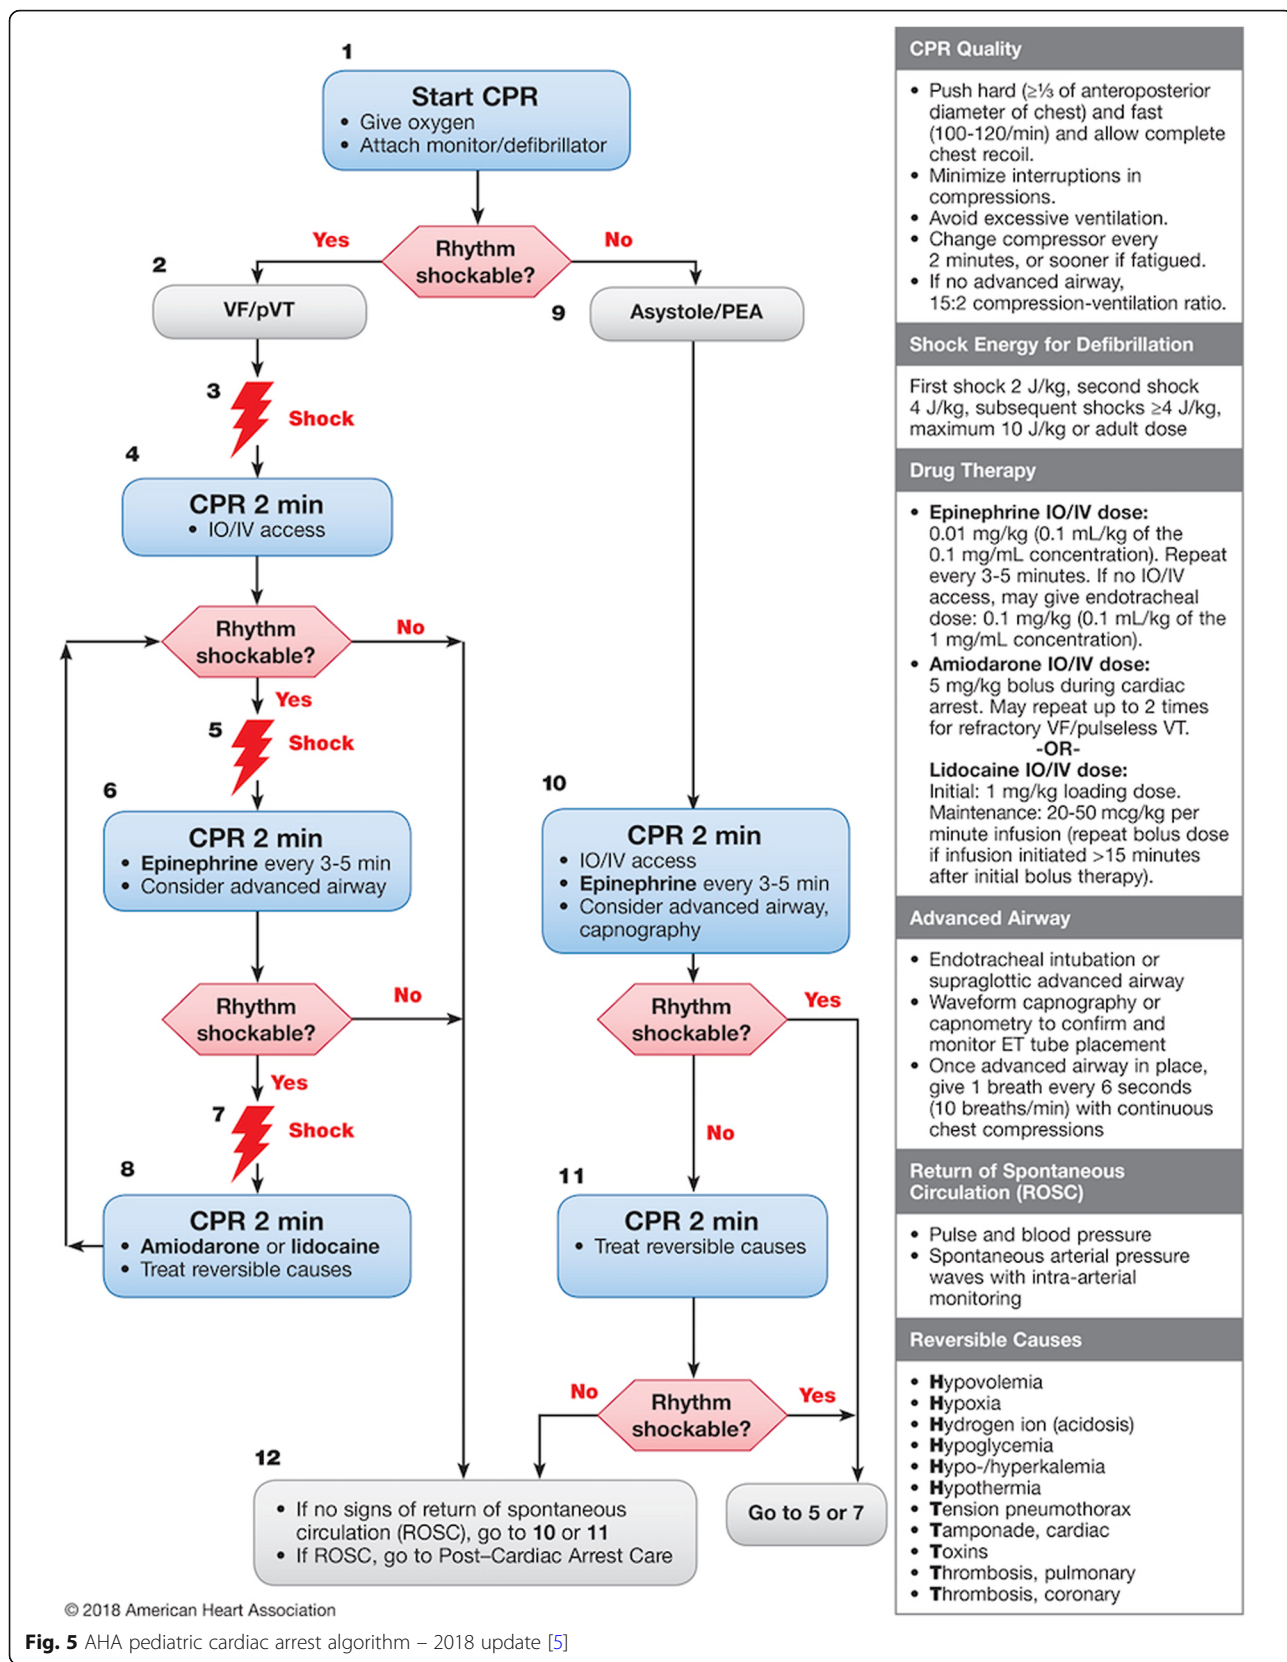 1
Start CPR
• Give oxygen
• Attach monitor/defibrillator
Yes
Rhythm
shockable?
No
2
VF/pVT
9
Asystole/PEA
3
Shock
4
CPR 2 min
• IO/IV access
Rhythm
shockable?
No
Yes
5
Shock
6
CPR 2 min
• Epinephrine every 3-5 min
• Consider advanced airway
Rhythm
shockable?
No
Yes
7
Shock
8
CPR 2 min
• Amiodarone or lidocaine
• Treat reversible causes
10
CPR 2 min
• IO/IV access
• Epinephrine every 3-5 min
• Consider advanced airway,
capnography
Rhythm
shockable?
Yes
No
11
CPR 2 min
• Treat reversible causes
No
Rhythm
shockable?
Yes
12
• If no signs of return of spontaneous
circulation (ROSC), go to 10 or 11
• If ROSC, go to Post–Cardiac Arrest Care
Go to 5 or 7
CPR Quality
• Push hard (≥⅓ of anteroposterior
diameter of chest) and fast
(100-120/min) and allow complete
chest recoil.
• Minimize interruptions in
compressions.
• Avoid excessive ventilation.
• Change compressor every
2 minutes, or sooner if fatigued.
• If no advanced airway,
15:2 compression-ventilation ratio.
Shock Energy for Defibrillation
First shock 2 J/kg, second shock
4 J/kg, subsequent shocks ≥4 J/kg,
maximum 10 J/kg or adult dose
Drug Therapy
• Epinephrine IO/IV dose:
0.01 mg/kg (0.1 mL/kg of the
0.1 mg/mL concentration). Repeat
every 3-5 minutes. If no IO/IV
access, may give endotracheal
dose: 0.1 mg/kg (0.1 mL/kg of the
1 mg/mL concentration).
• Amiodarone IO/IV dose:
5 mg/kg bolus during cardiac
arrest. May repeat up to 2 times
for refractory VF/pulseless VT.
-OR-
Lidocaine IO/IV dose:
Initial: 1 mg/kg loading dose.
Maintenance: 20-50 mcg/kg per
minute infusion (repeat bolus dose
if infusion initiated >15 minutes
after initial bolus therapy).
Advanced Airway
• Endotracheal intubation or
supraglottic advanced airway
• Waveform capnography or
capnometry to confirm and
monitor ET tube placement
• Once advanced airway in place,
give 1 breath every 6 seconds
(10 breaths/min) with continuous
chest compressions
Return of Spontaneous
Circulation (ROSC)
• Pulse and blood pressure
• Spontaneous arterial pressure
waves with intra-arterial
monitoring
Reversible Causes
• Hypovolemia
• Hypoxia
• Hydrogen ion (acidosis)
• Hypoglycemia
• Hypo-/hyperkalemia
• Hypothermia
• Tension pneumothorax
• Tamponade, cardiac
• Toxins
• Thrombosis, pulmonary
• Thrombosis, coronary
© 2018 American Heart Association
Fig. 5 AHA pediatric cardiac arrest algorithm – 2018 update [5]